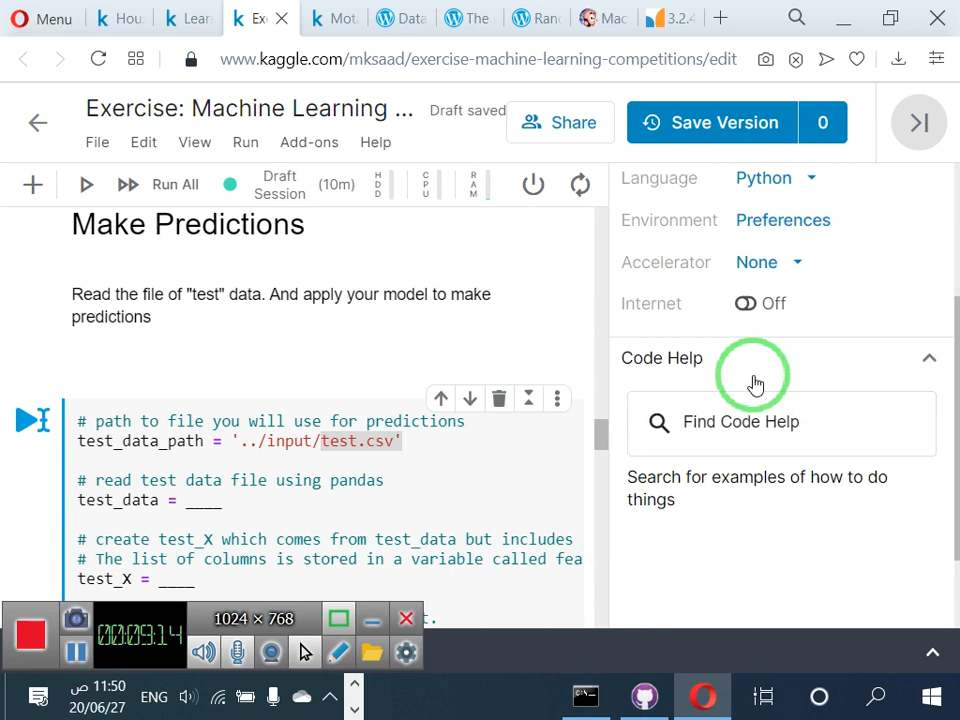 Menu
Hou
Lear
Exe
Mota
Data
The
Ran
Mac
3.2.4
www.kaggle.com/mksaad/exercise-machine-learning-competitions/edit
Exercise: Machine Learning ...
Draft saved
Share
Save Version
0
File
Edit
View
Run
Add-ons
Help
Run All
Draft Session
(10m)
HDD
CPU
RAM
Make Predictions
Read the file of "test" data. And apply your model to make
predictions
# path to file you will use for predictions
test_data_path = '../input/test.csv'
# read test data file using pandas
test_data = ____
# create test_X which comes from test_data but includes
# The list of columns is stored in a variable called fea
test_X = ____
t.
Language
Python
Environment
Preferences
Accelerator
None
Internet
Off
Code Help
Find Code Help
Search for examples of how to do
things
00:09:14
1024 × 768
11:50 ص
20/06/27
ENG